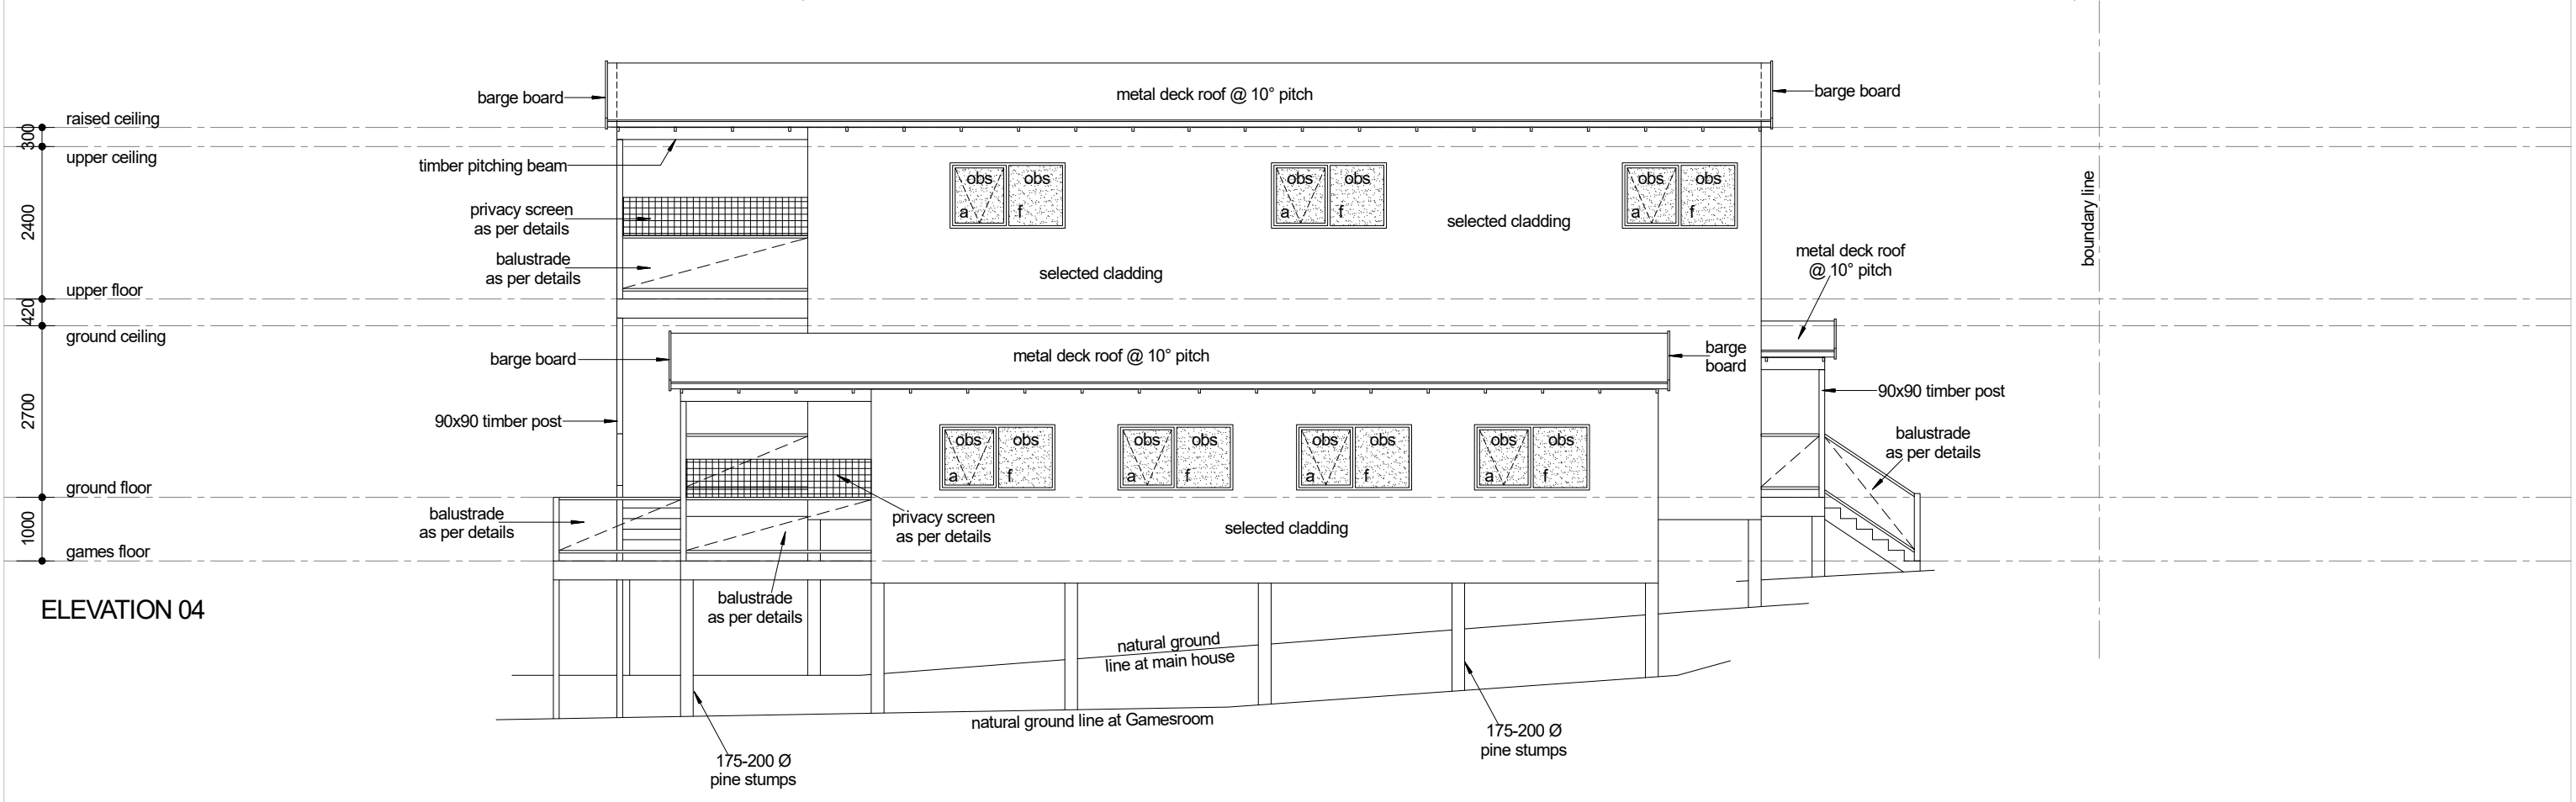 metal deck roof @ 10° pitch
barge board
barge board
raised ceiling
300
upper ceiling
timber pitching beam
obs obs
a f
obs obs
a f
obs obs
a f
privacy screen
as per details
2400
selected cladding
boundary line
balustrade
as per details
selected cladding
metal deck roof
@ 10° pitch
upper floor
420
ground ceiling
barge board
metal deck roof @ 10° pitch
barge
board
2700
90x90 timber post
90x90 timber post
obs obs
a f
obs obs
a f
obs obs
a f
obs obs
a f
balustrade
as per details
ground floor
balustrade
as per details
privacy screen
as per details
selected cladding
1000
games floor
ELEVATION 04
balustrade
as per details
natural ground
line at main house
natural ground line at Gamesroom
175-200 Ø
pine stumps
175-200 Ø
pine stumps